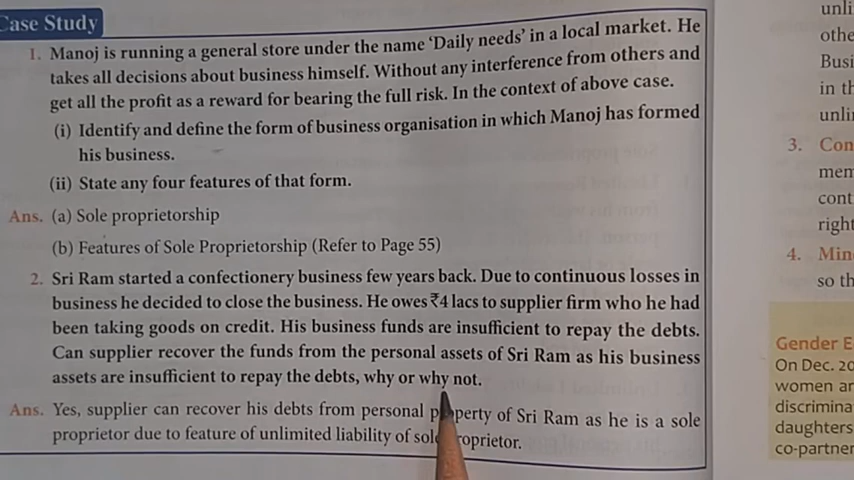 Case Study
1. Manoj is running a general store under the name ‘Daily needs’ in a local market. He
takes all decisions about business himself. Without any interference from others and
get all the profit as a reward for bearing the full risk. In the context of above case.
(i) Identify and define the form of business organisation in which Manoj has formed
his business.
(ii) State any four features of that form.
Ans. (a) Sole proprietorship
(b) Features of Sole Proprietorship (Refer to Page 55)
2. Sri Ram started a confectionery business few years back. Due to continuous losses in
business he decided to close the business. He owes ₹4 lacs to supplier firm who he had
been taking goods on credit. His business funds are insufficient to repay the debts.
Can supplier recover the funds from the personal assets of Sri Ram as his business
assets are insufficient to repay the debts, why or why not.
Ans. Yes, supplier can recover his debts from personal property of Sri Ram as he is a sole
proprietor due to feature of unlimited liability of sole proprietor.
unli
othe
Busi
in th
unli
3. Con
mem
cont
right
4. Min
so th
Gender E
On Dec. 20
women ar
discrimina
daughters
co-partner